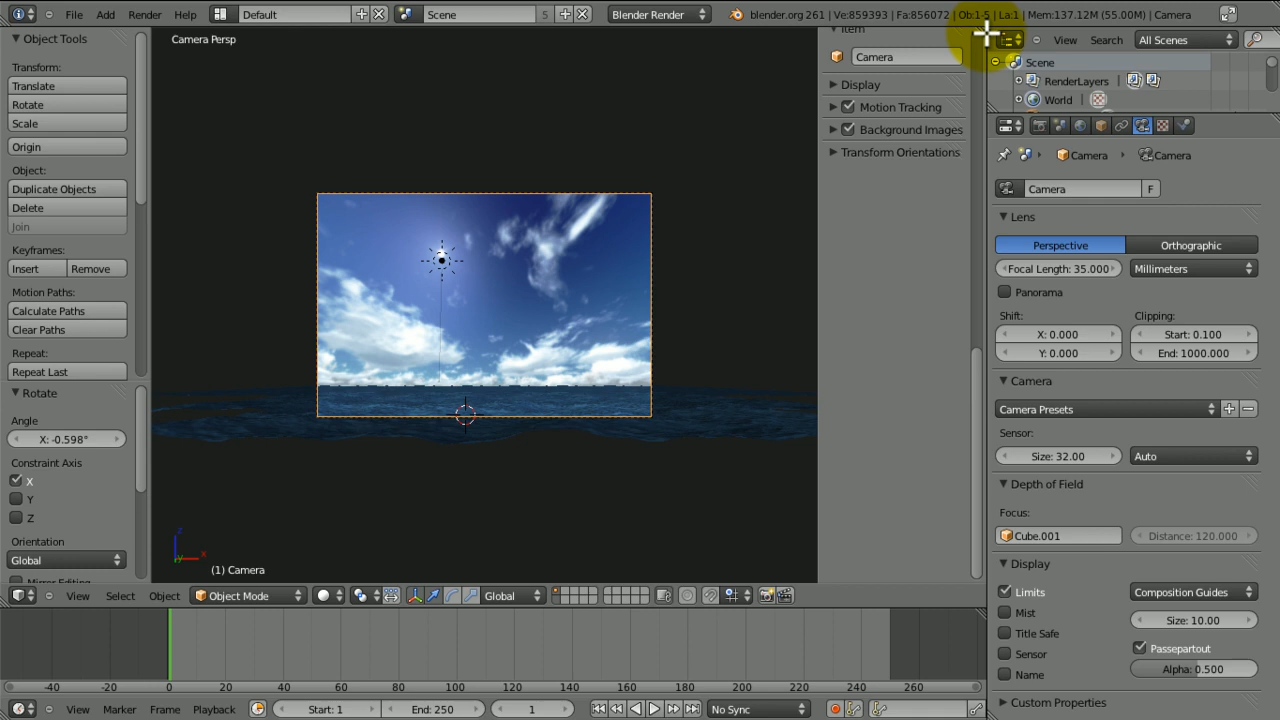 File Add Render Help Default Scene 5 Blender Render blender.org 261 | Ve:859393 | Fa:856072 | Ob:1-5 | La:1 | Mem:137.12M (55.00M) | Camera
Object Tools
Transform:
Translate
Rotate
Scale
Origin
Object:
Duplicate Objects
Delete
Join
Keyframes:
Insert Remove
Motion Paths:
Calculate Paths
Clear Paths
Repeat:
Repeat Last
Rotate
Angle
X: -0.598°
Constraint Axis
X
Y
Z
Orientation
Global
Camera Persp
z
x
y
(1) Camera
Item
Camera
Display
Motion Tracking
Background Images
Transform Orientations
View Search All Scenes
Scene
RenderLayers |
World |
Camera Camera
Camera F
Lens
Perspective Orthographic
Focal Length: 35.000 Millimeters
Panorama
Shift: Clipping:
X: 0.000 Start: 0.100
Y: 0.000 End: 1000.000
Camera
Camera Presets
Sensor:
Size: 32.00 Auto
Depth of Field
Focus:
Cube.001 Distance: 120.000
Display
Limits Composition Guides
Mist Size: 10.00
Title Safe
Sensor Passepartout
Name Alpha: 0.500
Custom Properties
View Select Object Object Mode Global
-40 -20 0 20 40 60 80 100 120 140 160 180 200 220 240 260
View Marker Frame Playback Start: 1 End: 250 1 No Sync